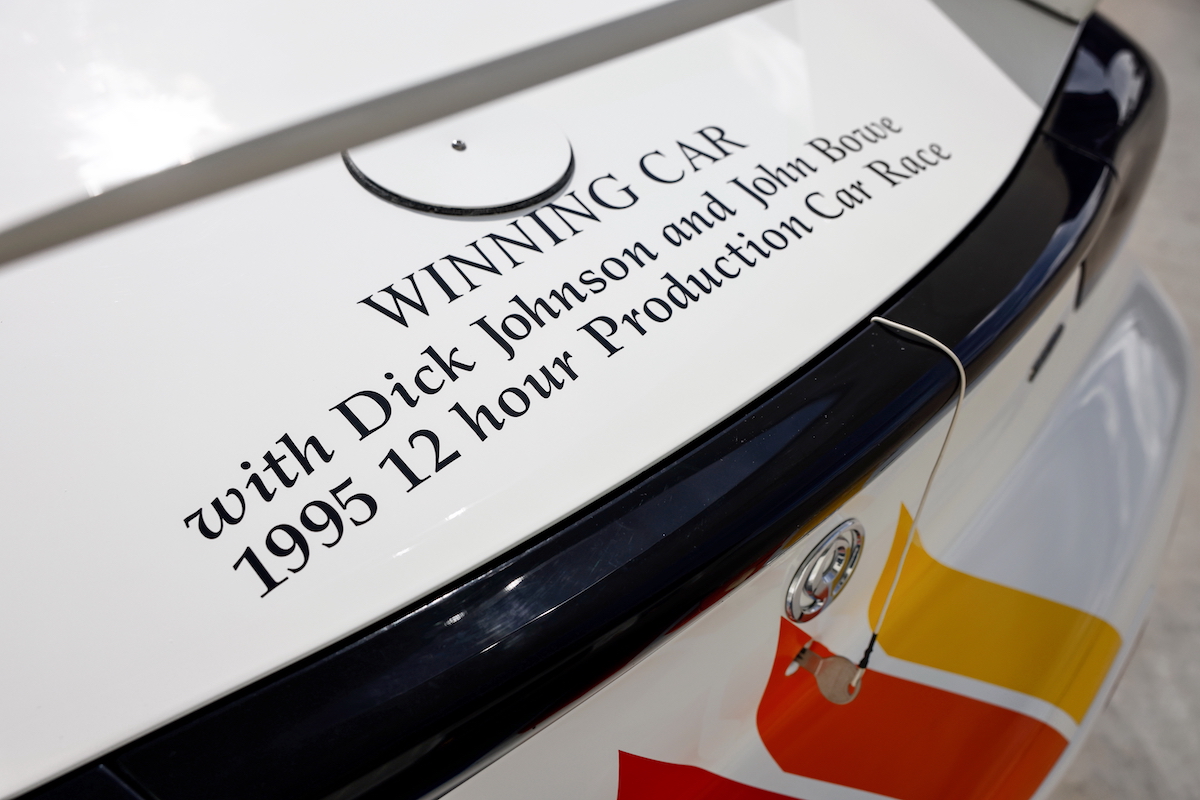 WINNING CAR
with Dick Johnson and John Bowe
1995 12 hour Production Car Race